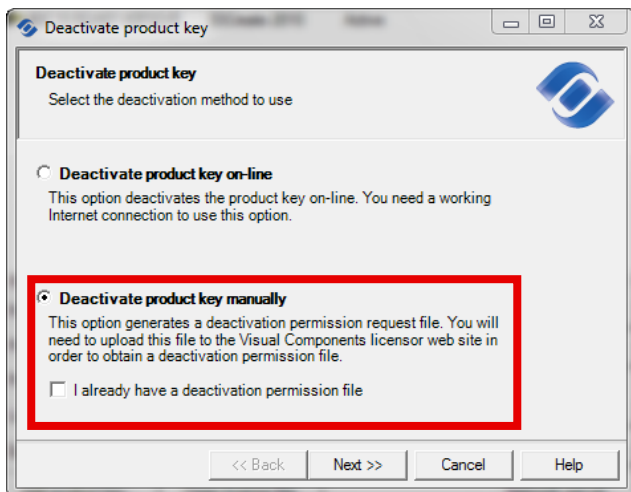 Deactivate product key
Deactivate product key
Select the deactivation method to use
Deactivate product key on-line
This option deactivates the product key on-line. You need a working
Internet connection to use this option.
Deactivate product key manually
This option generates a deactivation permission request file. You will
need to upload this file to the Visual Components licensor web site in
order to obtain a deactivation permission file.
I already have a deactivation permission file
<< Back Next >> Cancel Help